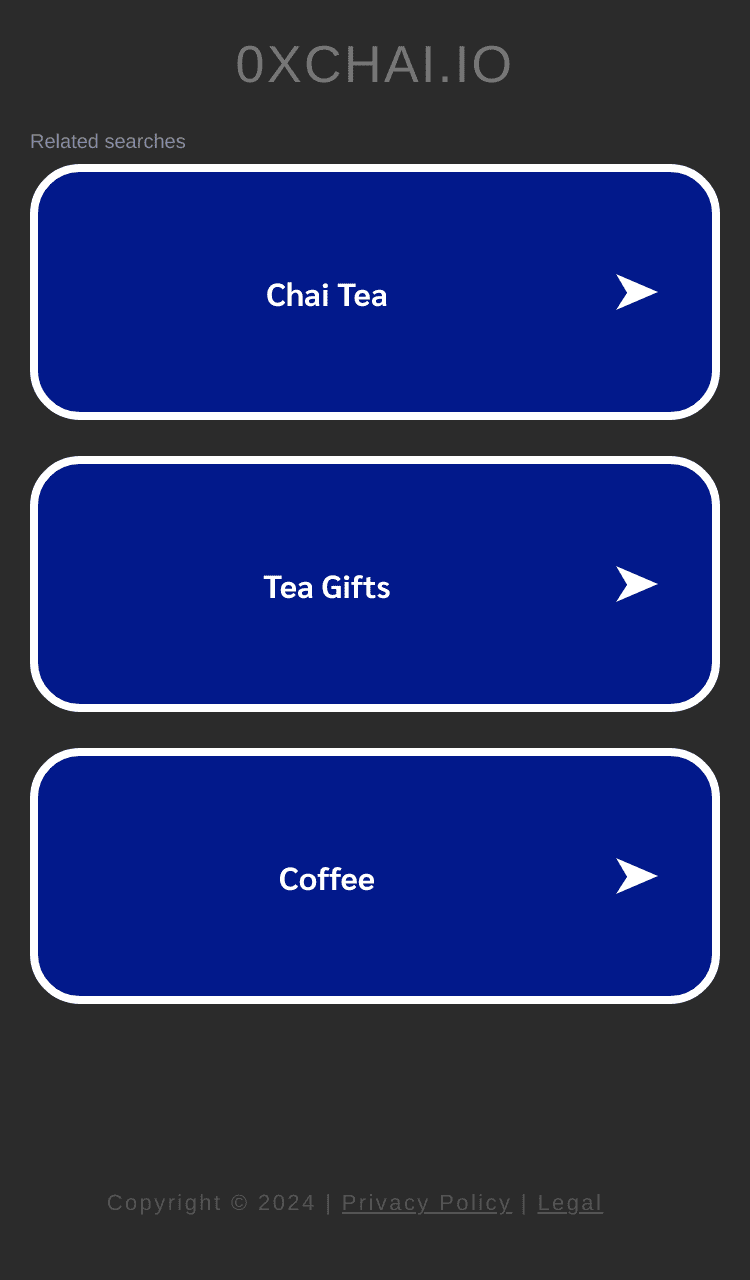 0XCHAI.IO
Related searches
Chai Tea
Tea Gifts
Coffee
Copyright © 2024 | Privacy Policy | Legal